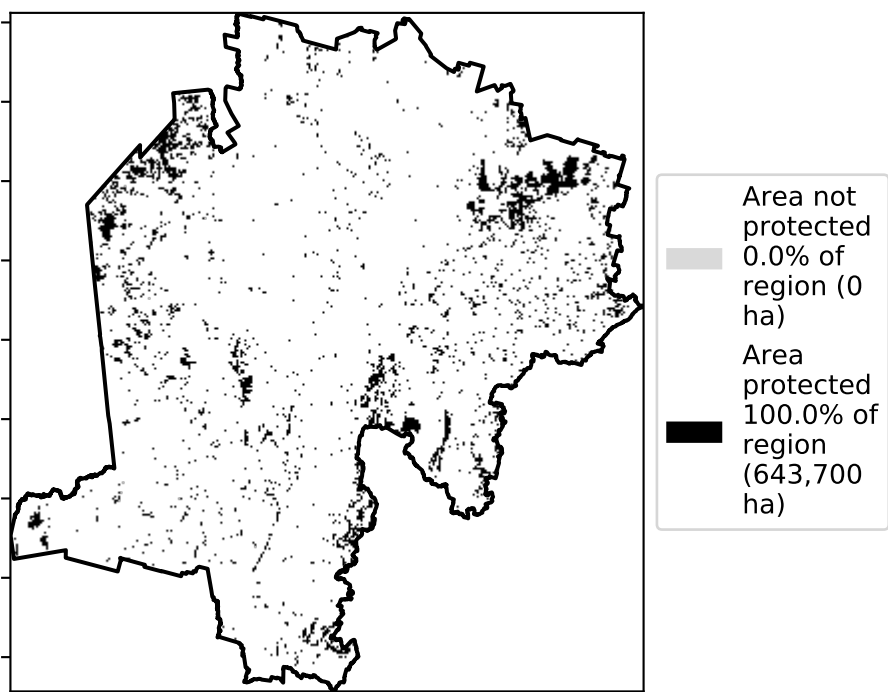 Area not
protected
0.0% of
region (0
ha)
Area
protected
100.0% of
region
(643,700
ha)